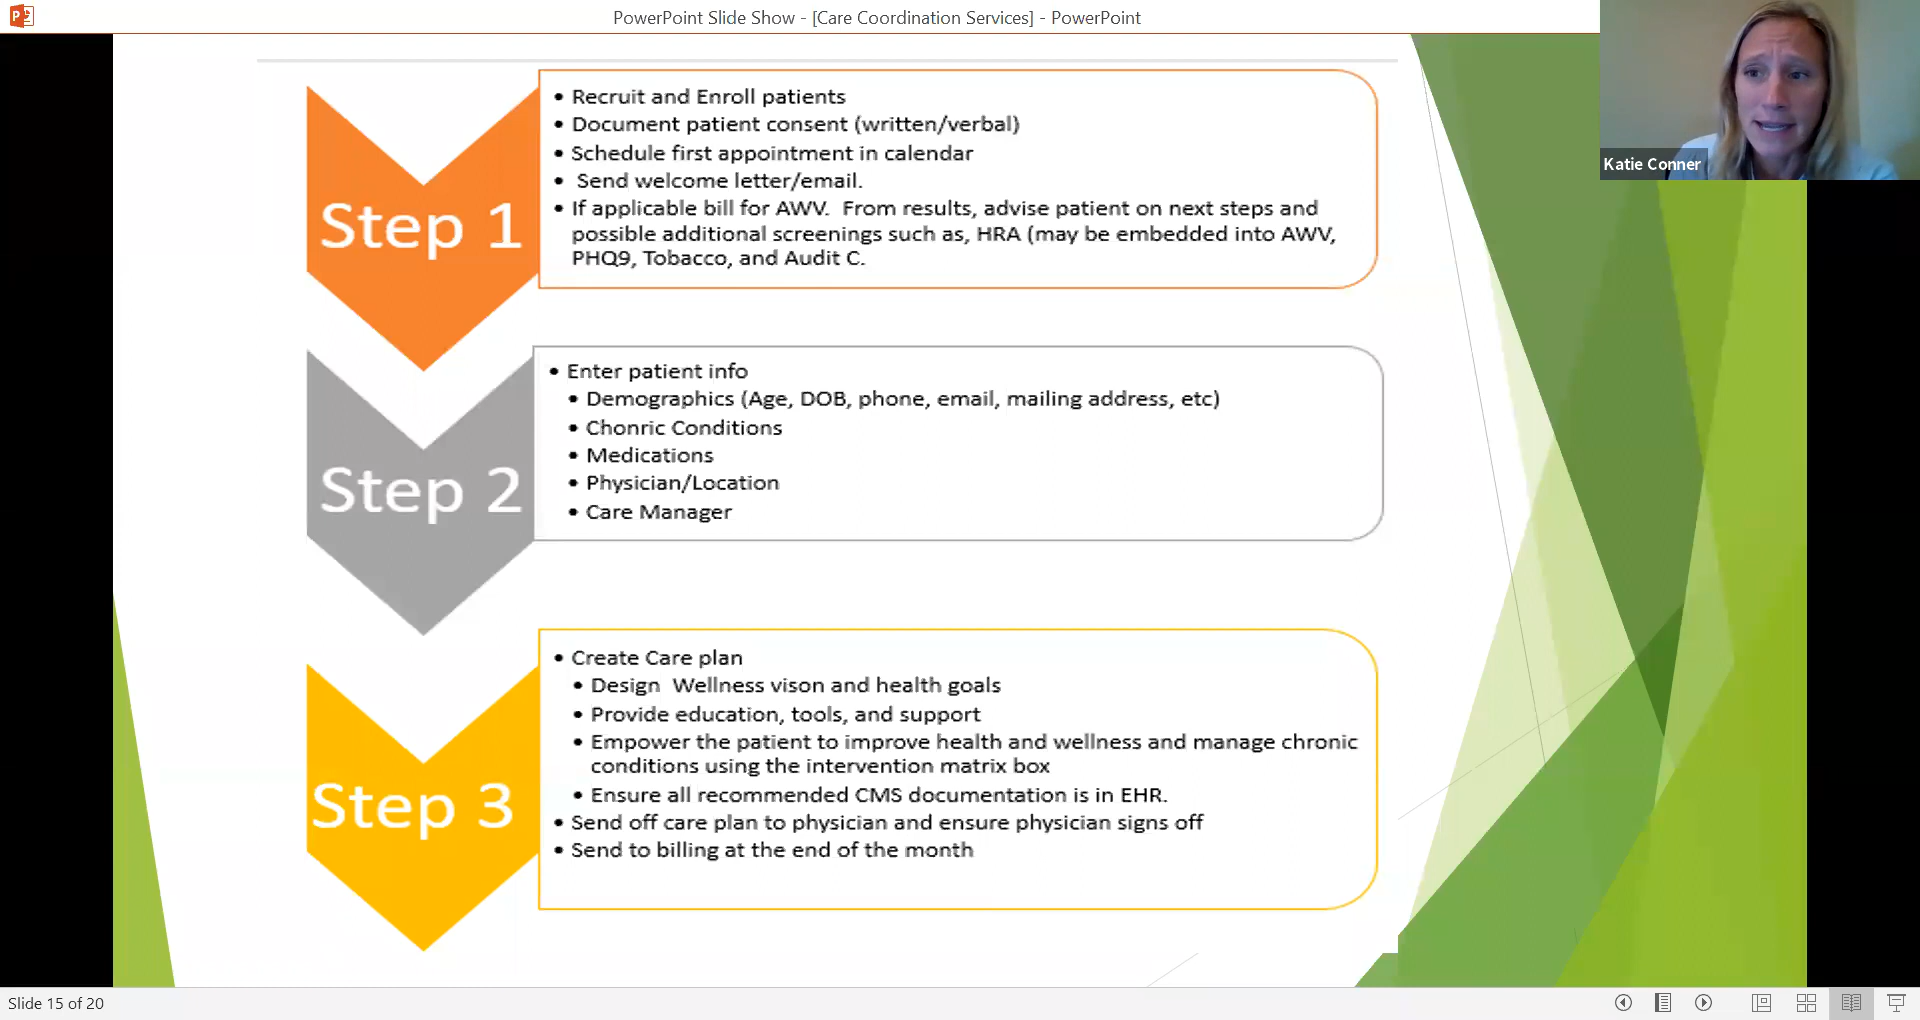 PowerPoint Slide Show - [Care Coordination Services] - PowerPoint
Katie Conner
Step 1
• Recruit and Enroll patients
• Document patient consent (written/verbal)
• Schedule first appointment in calendar
• Send welcome letter/email.
• If applicable bill for AWV.  From results, advise patient on next steps and
possible additional screenings such as, HRA (may be embedded into AWV,
PHQ9, Tobacco, and Audit C.
Step 2
• Enter patient info
• Demographics (Age, DOB, phone, email, mailing address, etc)
• Chonric Conditions
• Medications
• Physician/Location
• Care Manager
Step 3
• Create Care plan
• Design  Wellness vison and health goals
• Provide education, tools, and support
• Empower the patient to improve health and wellness and manage chronic
conditions using the intervention matrix box
• Ensure all recommended CMS documentation is in EHR.
• Send off care plan to physician and ensure physician signs off
• Send to billing at the end of the month
Slide 15 of 20